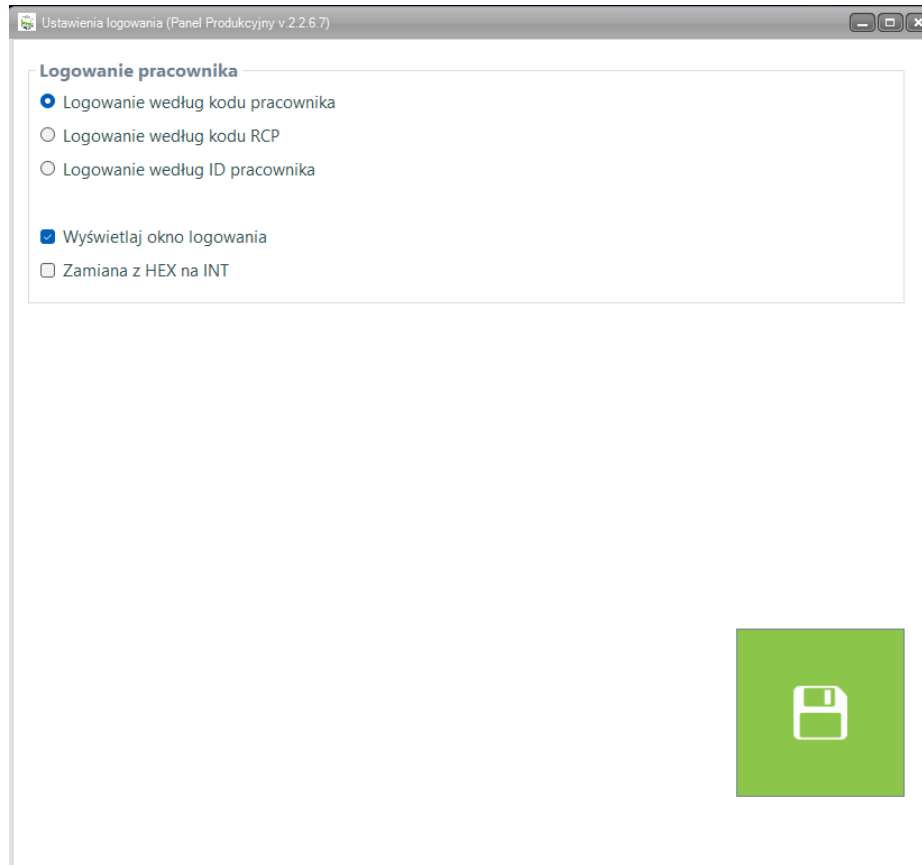 Ustawienia logowania (Panel Produkcyjny v.2.2.6.7)
Logowanie pracownika
Logowanie według kodu pracownika
Logowanie według kodu RCP
Logowanie według ID pracownika
Wyświetlaj okno logowania
Zamiana z HEX na INT